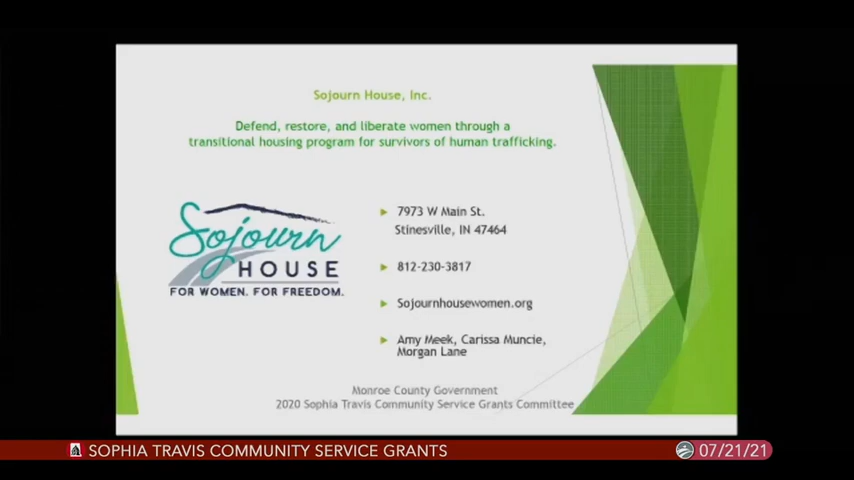 Sojourn House, Inc.
Defend, restore, and liberate women through a
transitional housing program for survivors of human trafficking.
Sojourn
HOUSE
FOR WOMEN. FOR FREEDOM.
7973 W Main St.
Stinesville, IN 47464
812-230-3817
Sojournhousewomen.org
Amy Meek, Carissa Muncie,
Morgan Lane
Monroe County Government
2020 Sophia Travis Community Service Grants Committee
SOPHIA TRAVIS COMMUNITY SERVICE GRANTS
07/21/21